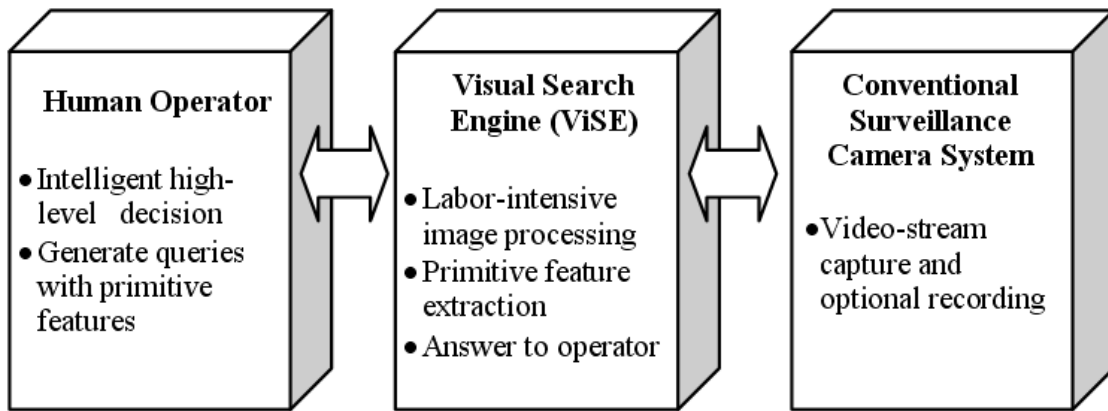 Human Operator
• Intelligent high-
level decision
• Generate queries
with primitive
features
Visual Search
Engine (ViSE)
• Labor-intensive
image processing
• Primitive feature
extraction
• Answer to operator
Conventional
Surveillance
Camera System
• Video-stream
capture and
optional recording